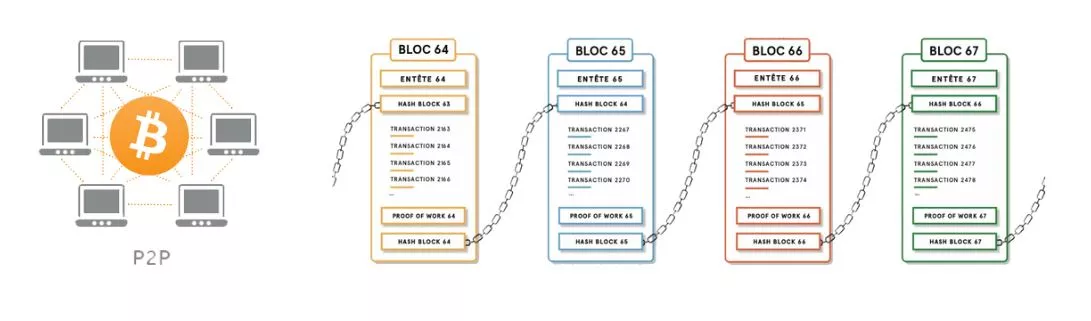 P2P
BLOC 64
ENTÊTE 64
HASH BLOCK 63
TRANSACTION 2163
TRANSACTION 2164
TRANSACTION 2165
TRANSACTION 2166
...
PROOF OF WORK 64
HASH BLOCK 64
BLOC 65
ENTÊTE 65
HASH BLOCK 64
TRANSACTION 2267
TRANSACTION 2268
TRANSACTION 2269
TRANSACTION 2270
...
PROOF OF WORK 65
HASH BLOCK 65
BLOC 66
ENTÊTE 66
HASH BLOCK 65
TRANSACTION 2371
TRANSACTION 2372
TRANSACTION 2373
TRANSACTION 2374
...
PROOF OF WORK 66
HASH BLOCK 66
BLOC 67
ENTÊTE 67
HASH BLOCK 66
TRANSACTION 2475
TRANSACTION 2476
TRANSACTION 2477
TRANSACTION 2478
...
PROOF OF WORK 67
HASH BLOCK 67